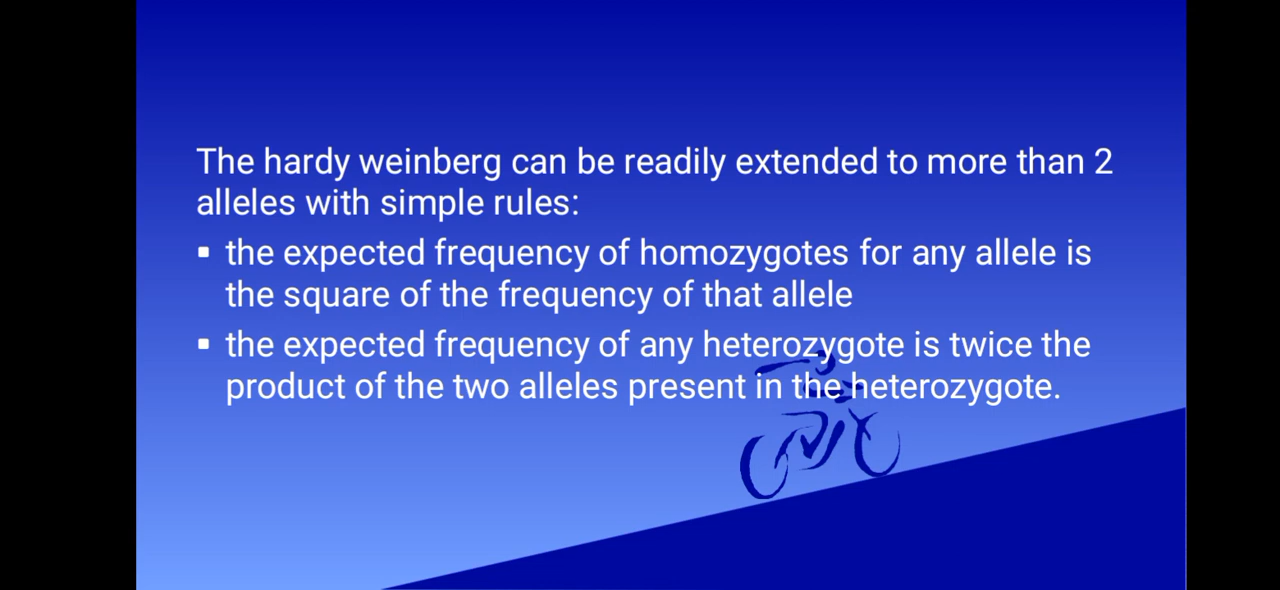 The hardy weinberg can be readily extended to more than 2
alleles with simple rules:
▪ the expected frequency of homozygotes for any allele is
the square of the frequency of that allele
▪ the expected frequency of any heterozygote is twice the
product of the two alleles present in the heterozygote.